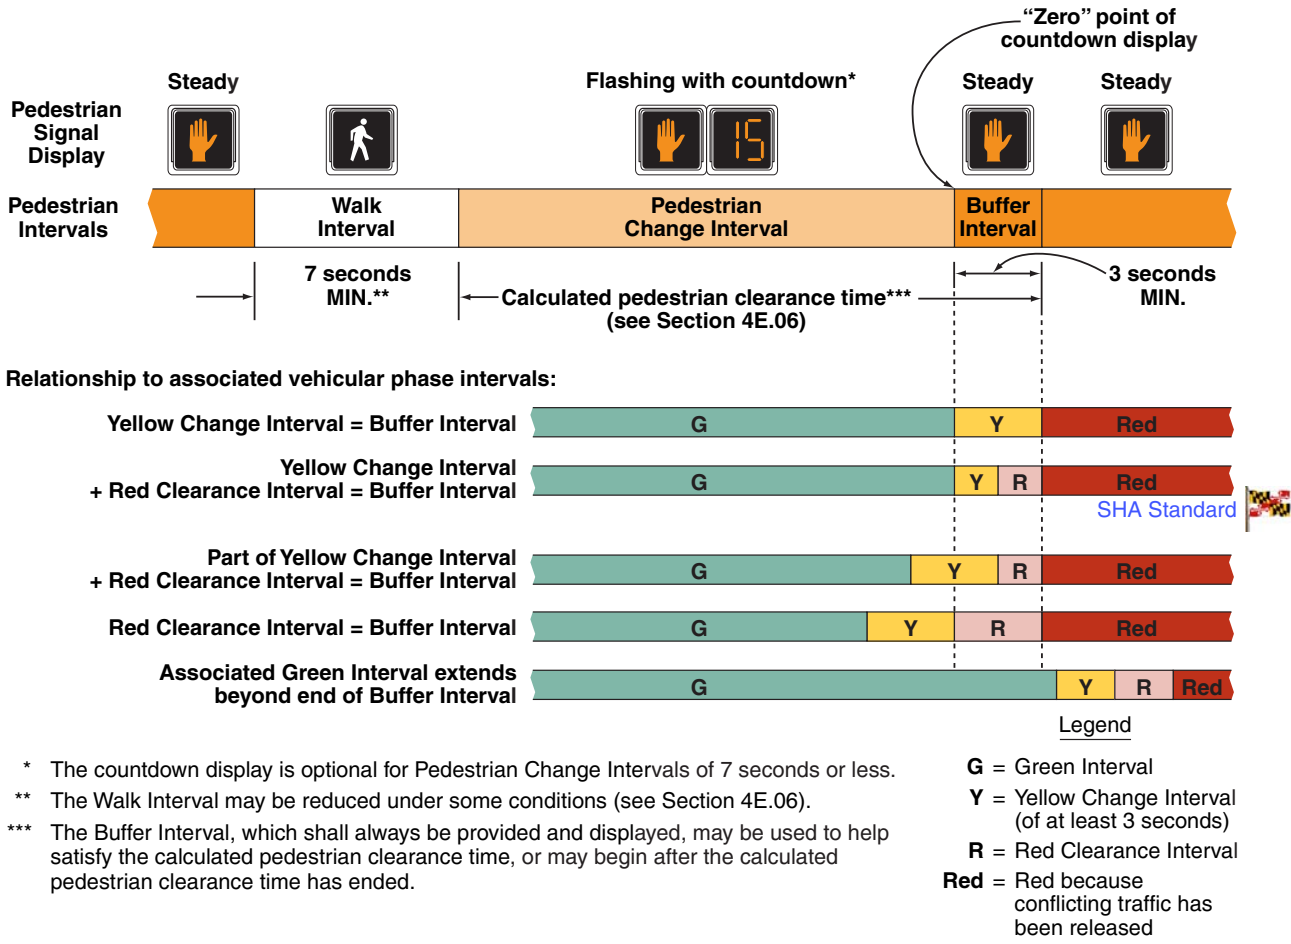 “Zero” point of
countdown display
Steady
Flashing with countdown*
Steady
Steady
Pedestrian
Signal
Display
15
Pedestrian
Intervals
Walk
Interval
Pedestrian
Change Interval
Buffer
Interval
7 seconds
MIN.**
Calculated pedestrian clearance time***
(see Section 4E.06)
3 seconds
MIN.
Relationship to associated vehicular phase intervals:
Yellow Change Interval = Buffer Interval
G Y Red
Yellow Change Interval
+ Red Clearance Interval = Buffer Interval
G Y R Red
SHA Standard
Part of Yellow Change Interval
+ Red Clearance Interval = Buffer Interval
G Y R Red
Red Clearance Interval = Buffer Interval
G Y R Red
Associated Green Interval extends
beyond end of Buffer Interval
G Y R Red
* The countdown display is optional for Pedestrian Change Intervals of 7 seconds or less.
** The Walk Interval may be reduced under some conditions (see Section 4E.06).
*** The Buffer Interval, which shall always be provided and displayed, may be used to help
satisfy the calculated pedestrian clearance time, or may begin after the calculated
pedestrian clearance time has ended.
Legend
G = Green Interval
Y = Yellow Change Interval
(of at least 3 seconds)
R = Red Clearance Interval
Red = Red because
conflicting traffic has
been released